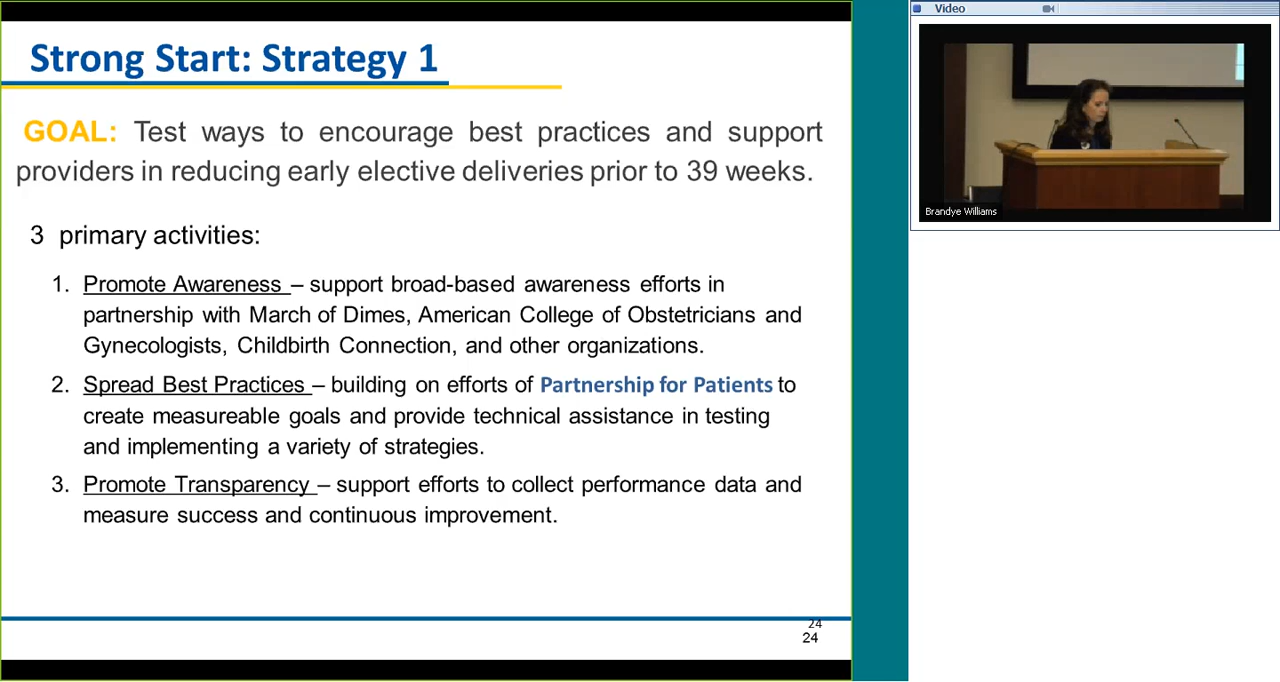 Strong Start: Strategy 1
GOAL: Test ways to encourage best practices and support
providers in reducing early elective deliveries prior to 39 weeks.
3 primary activities:
1. Promote Awareness – support broad-based awareness efforts in
partnership with March of Dimes, American College of Obstetricians and
Gynecologists, Childbirth Connection, and other organizations.
2. Spread Best Practices – building on efforts of Partnership for Patients to
create measureable goals and provide technical assistance in testing
and implementing a variety of strategies.
3. Promote Transparency – support efforts to collect performance data and
measure success and continuous improvement.
24
24
Video
Brandye Williams